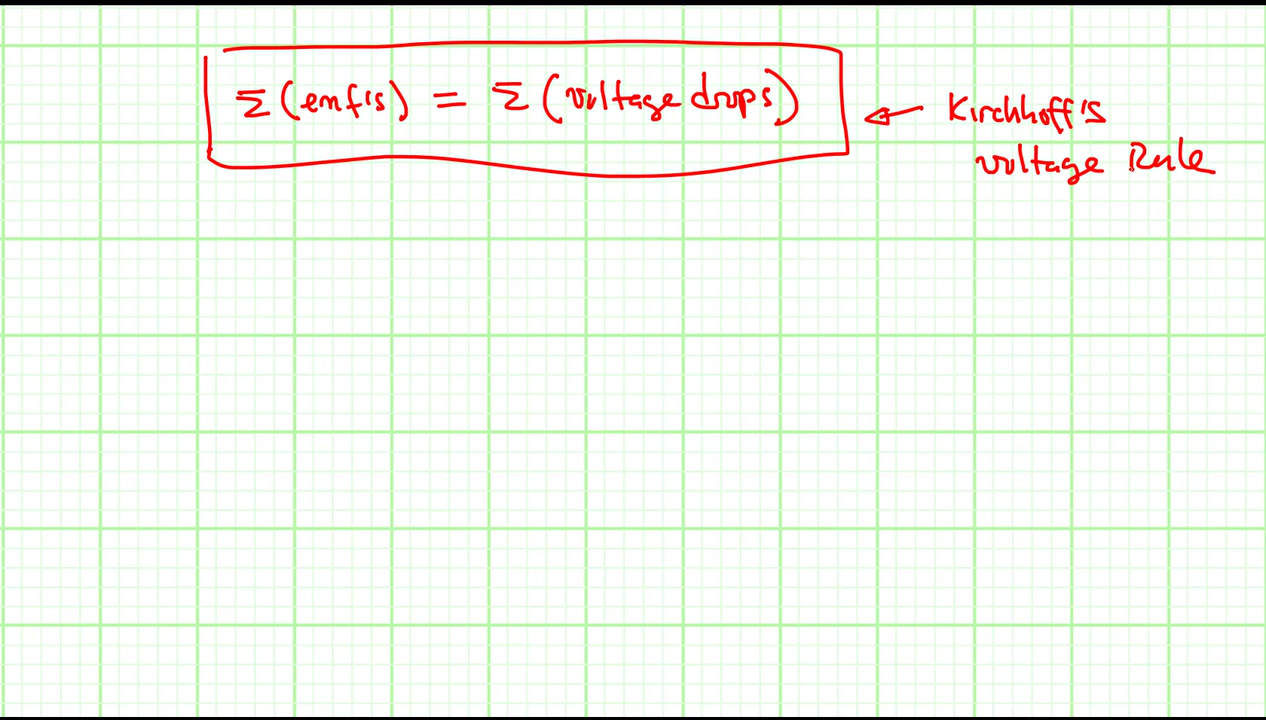 Σ(emf's) = Σ(voltage drops) ← Kirchhoff's
voltage Rule